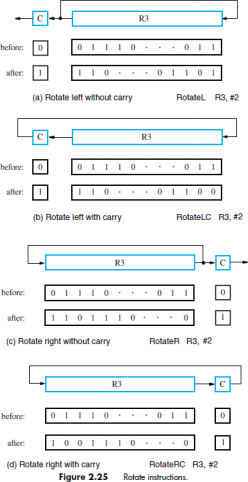 C R3
before: 0 0 1 1 1 0 · · · 0 1 1
after: 1 1 1 0 · · · 0 1 1 0 1
(a) Rotate left without carry RotateL R3, #2
C R3
before: 0 0 1 1 1 0 · · · 0 1 1
after: 1 1 1 0 · · · 0 1 1 0 0
(b) Rotate left with carry RotateLC R3, #2
R3 C
before: 0 1 1 1 0 · · · 0 1 1 0
after: 1 1 0 1 1 1 0 · · · 0 1
(c) Rotate right without carry RotateR R3, #2
R3 C
before: 0 1 1 1 0 · · · 0 1 1 0
after: 1 0 0 1 1 1 0 · · · 0 1
(d) Rotate right with carry RotateRC R3, #2
Figure 2.25 Rotate instructions.